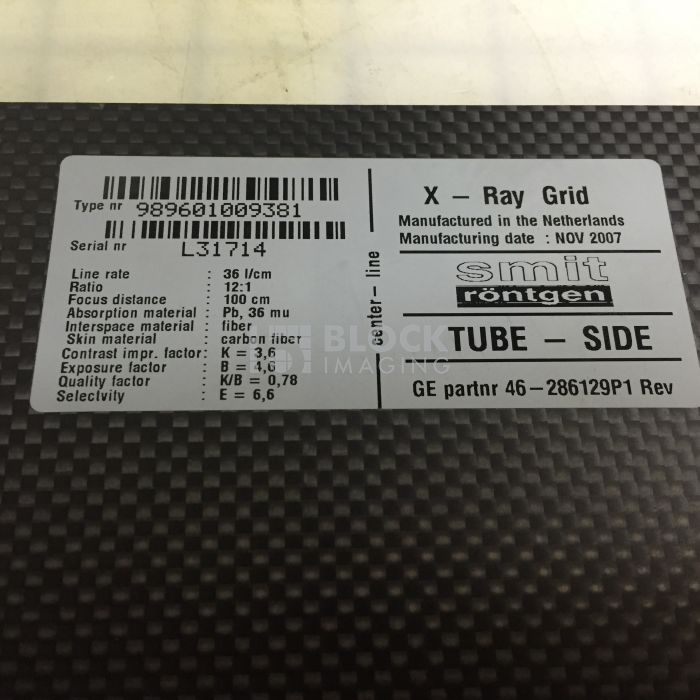 Type nr 989601009381
Serial nr L31714
Line rate : 36 l/cm
Ratio : 12:1
Focus distance : 100 cm
Absorption material : Pb, 36 mu
Interspace material : fiber
Skin material : carbon fiber
Contrast impr. factor: K = 3,6
Exposure factor : B = 4,6
Quality factor : K/B = 0,78
Selectvity : E = 6,6
center - line
X - Ray Grid
Manufactured in the Netherlands
Manufacturing date : NOV 2007
smit
röntgen
TUBE - SIDE
GE partnr 46-286129P1 Rev
BLOCK
IMAGING